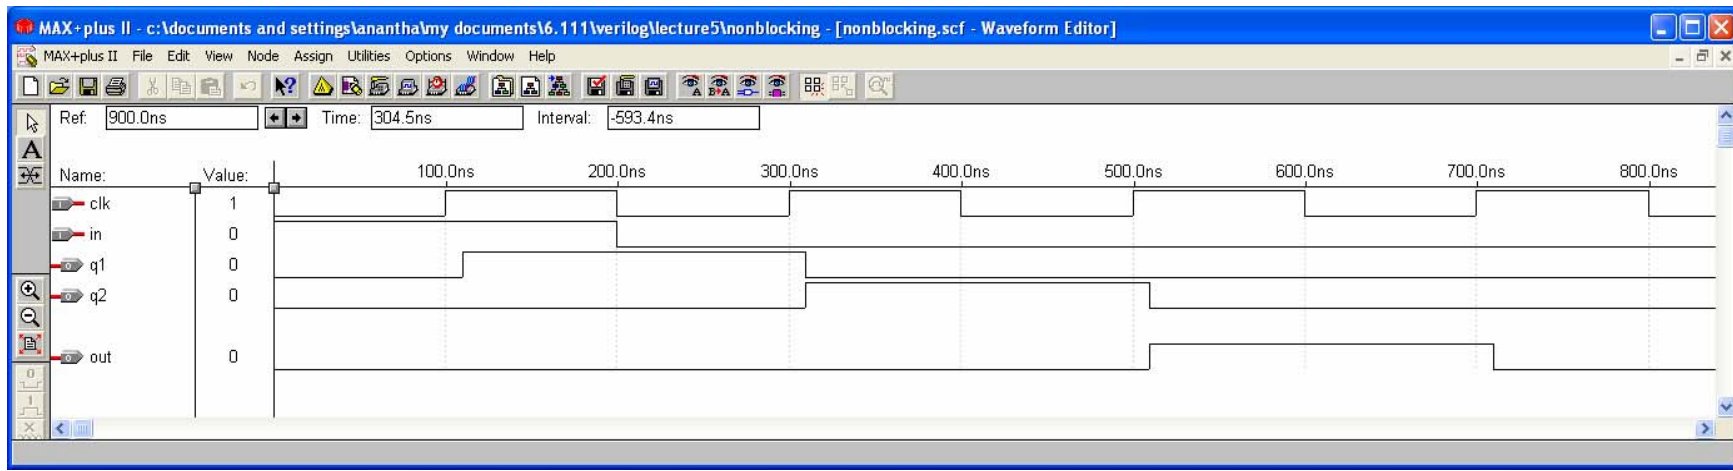 MAX+plus II - c:\documents and settings\anantha\my documents\6.111\verilog\lecture5\nonblocking - [nonblocking.scf - Waveform Editor]
MAX+plus II File Edit View Node Assign Utilities Options Window Help
Ref: 900.0ns Time: 304.5ns Interval: -593.4ns
Name: Value: 100.0ns 200.0ns 300.0ns 400.0ns 500.0ns 600.0ns 700.0ns 800.0ns
clk 1
in 0
q1 0
q2 0
out 0